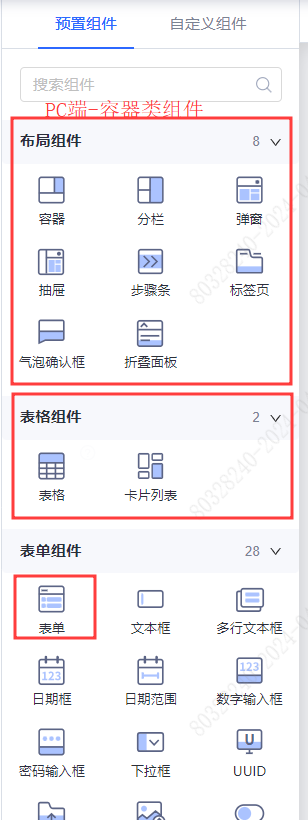 预置组件 自定义组件
搜索组件
PC端-容器类组件
布局组件 8
容器 分栏 弹窗
抽屉 步骤条 标签页
气泡确认框 折叠面板
表格组件 2
表格 卡片列表
表单组件 28
表单 文本框 多行文本框
日期框 日期范围 数字输入框
密码输入框 下拉框 UUID